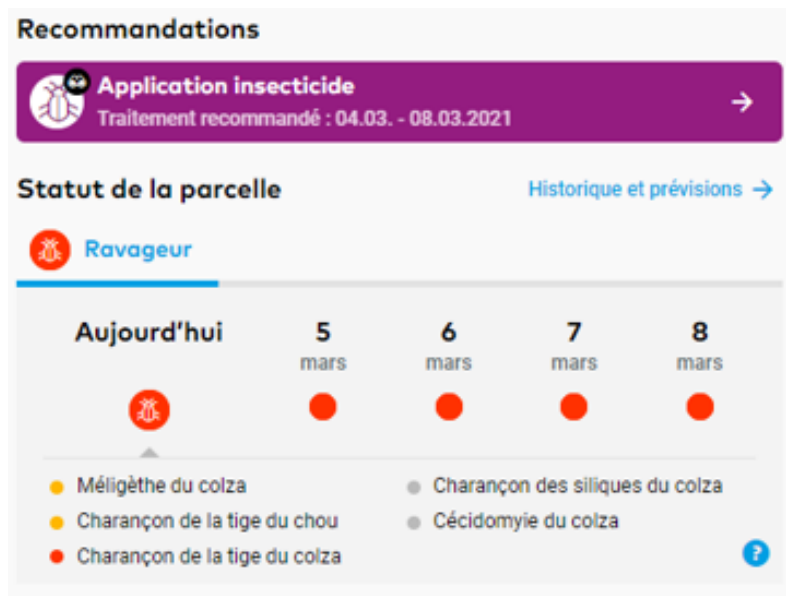 Recommandations
Application insecticide
Traitement recommandé : 04.03. - 08.03.2021
Statut de la parcelle
Historique et prévisions
Ravageur
Aujourd'hui 5 6 7 8
mars mars mars mars
Méligèthe du colza
Charançon des siliques du colza
Charançon de la tige du chou
Cécidomyie du colza
Charançon de la tige du colza
?